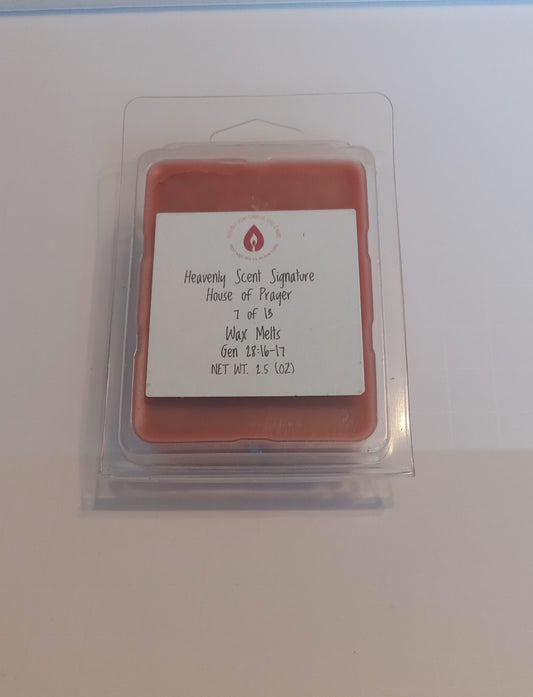 Heavenly Scent Signature
House of Prayer
7 of 13
Wax Melts
Gen 28:16-17
NET WT. 2.5 (OZ)